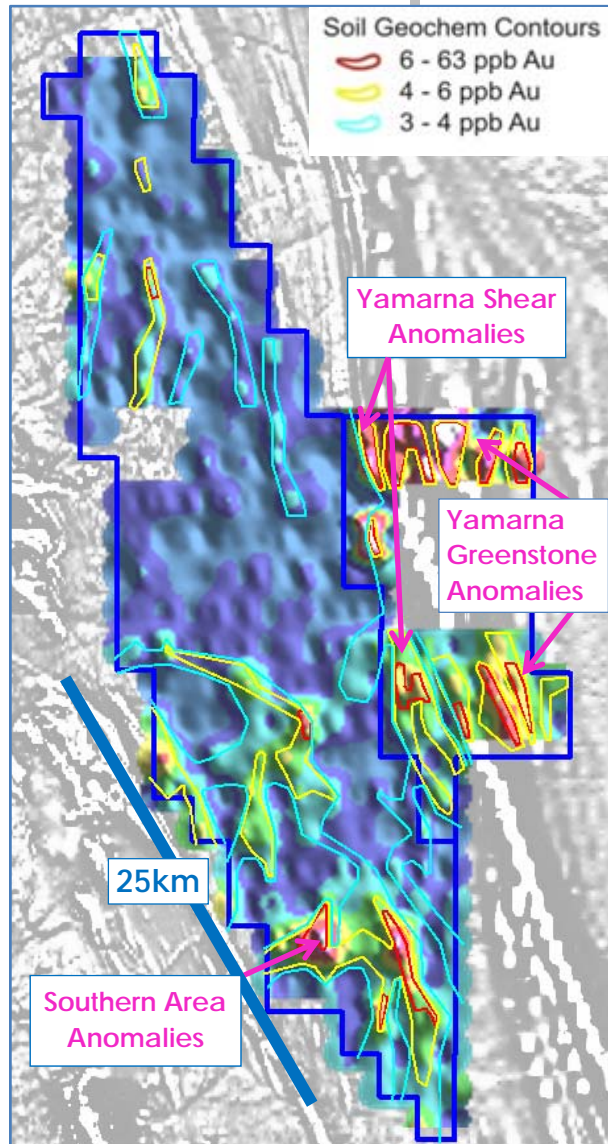 Soil Geochem Contours
6 - 63 ppb Au
4 - 6 ppb Au
3 - 4 ppb Au
Yamarna Shear
Anomalies
Yamarna
Greenstone
Anomalies
25km
Southern Area
Anomalies